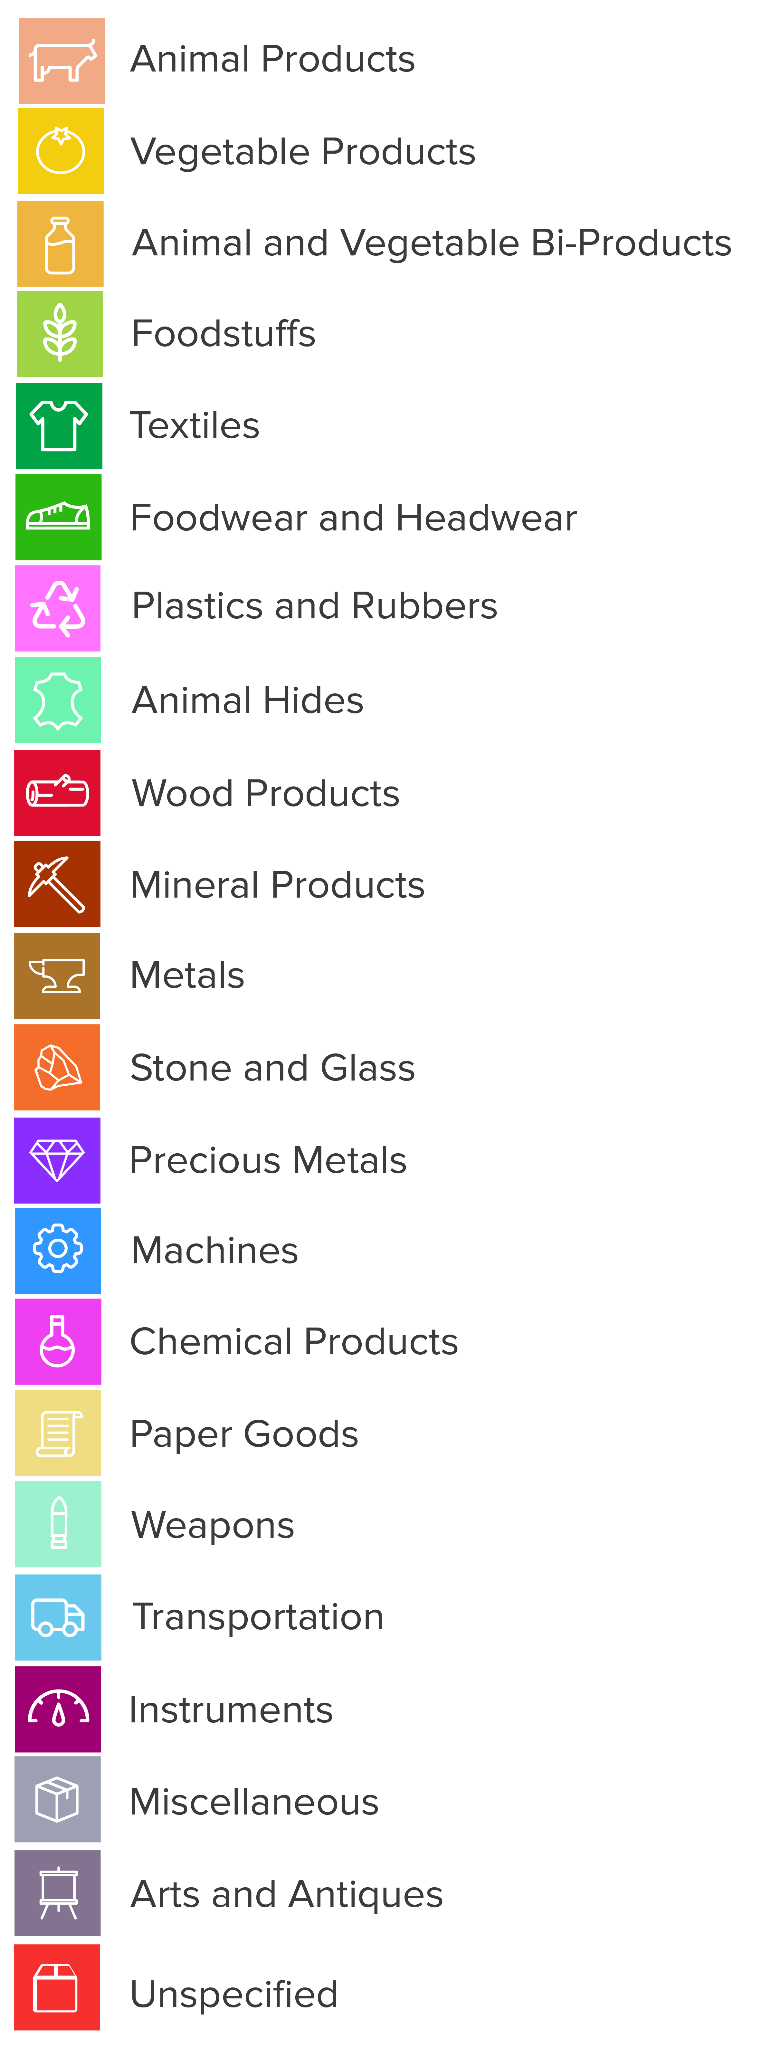 Animal Products
Vegetable Products
Animal and Vegetable Bi-Products
Foodstuffs
Textiles
Foodwear and Headwear
Plastics and Rubbers
Animal Hides
Wood Products
Mineral Products
Metals
Stone and Glass
Precious Metals
Machines
Chemical Products
Paper Goods
Weapons
Transportation
Instruments
Miscellaneous
Arts and Antiques
Unspecified